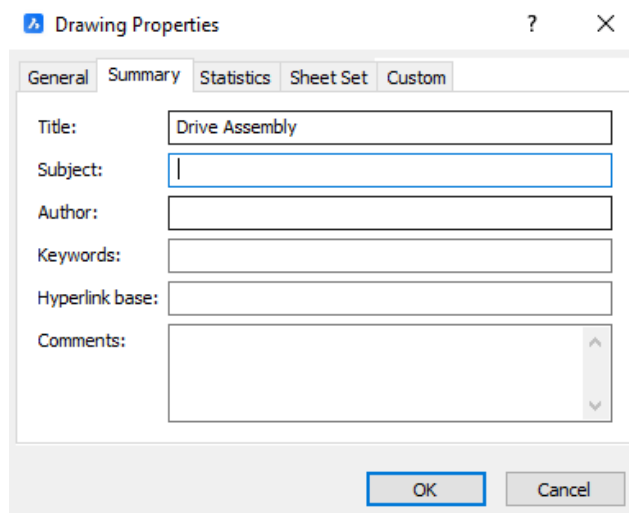 Drawing Properties ?
General Summary Statistics Sheet Set Custom
Title: Drive Assembly
Subject:
Author:
Keywords:
Hyperlink base:
Comments:
OK Cancel